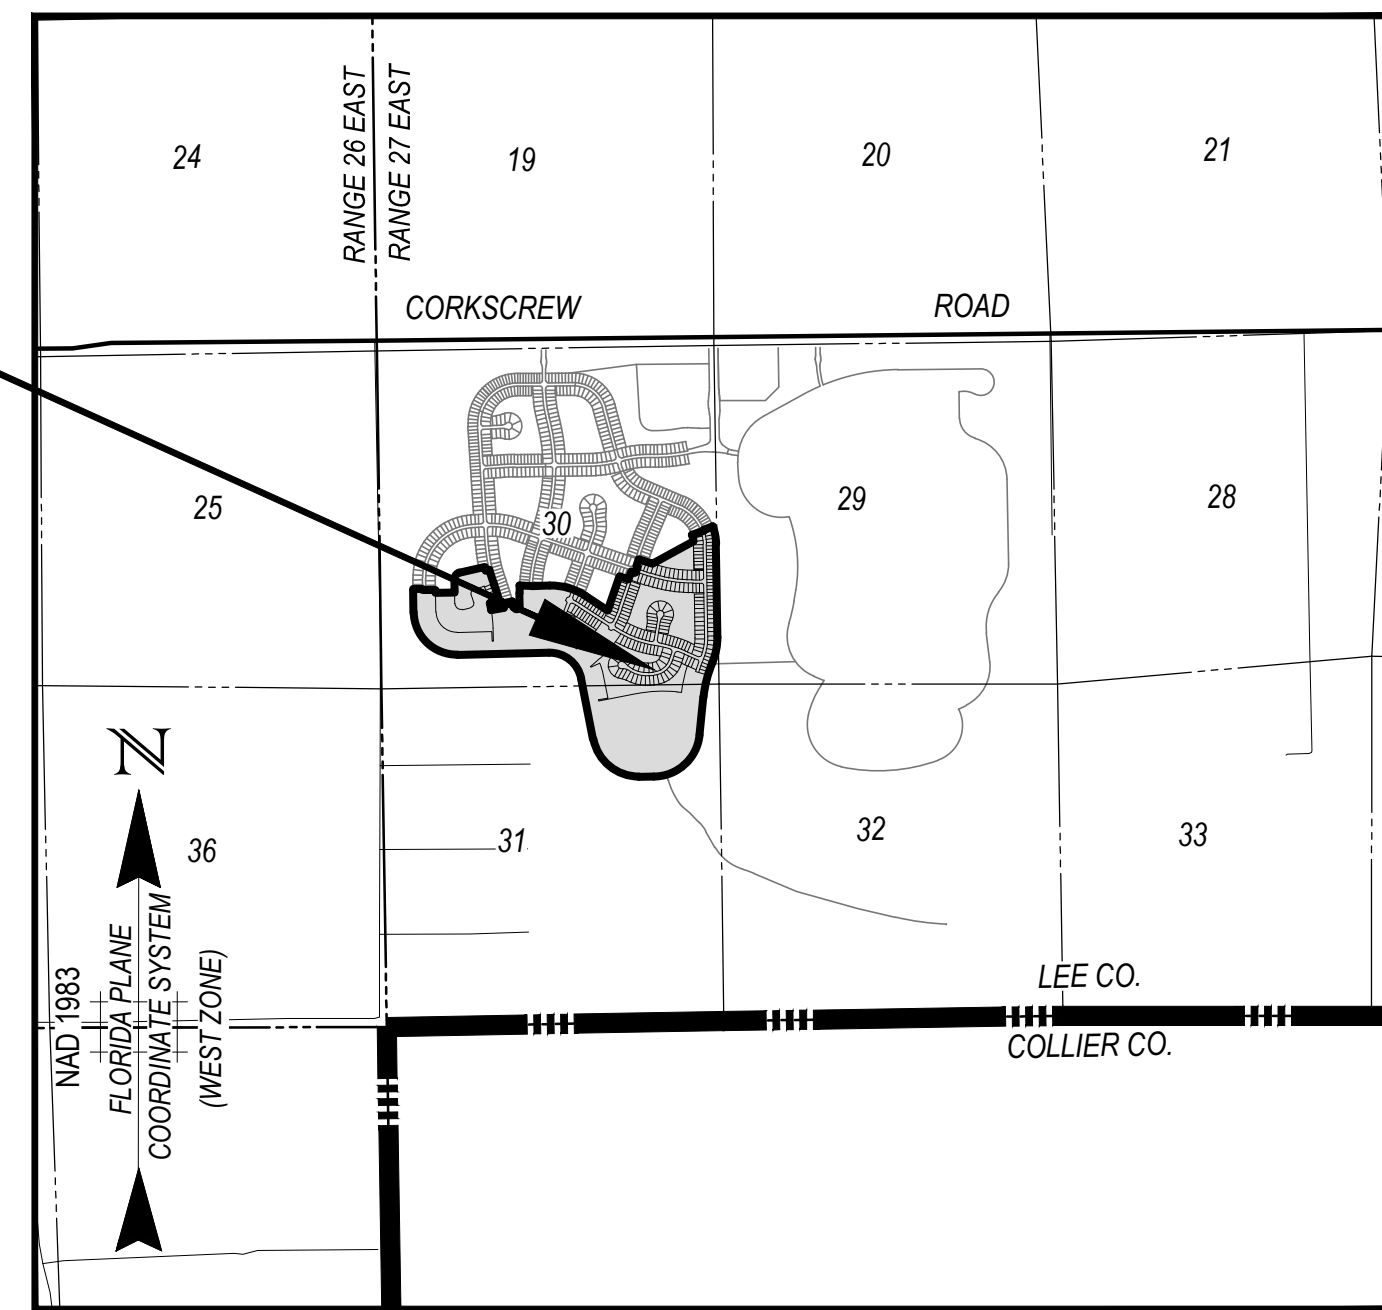 24
RANGE 26 EAST
RANGE 27 EAST
19
20
21
CORKSCREW
ROAD
25
30
29
28
N
36
31
32
33
NAD 1983
FLORIDA PLANE
COORDINATE SYSTEM
(WEST ZONE)
LEE CO.
COLLIER CO.